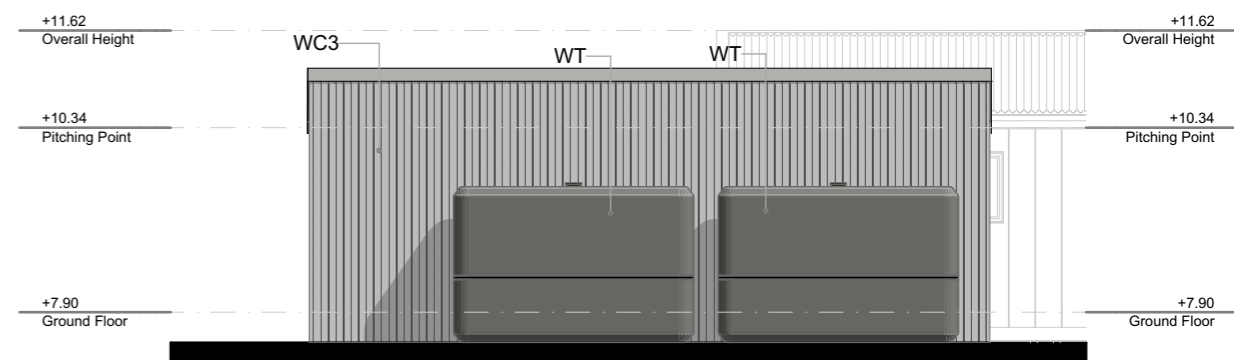 +11.62
Overall Height
+11.62
Overall Height
WC3
WT
WT
+10.34
Pitching Point
+10.34
Pitching Point
+7.90
Ground Floor
+7.90
Ground Floor